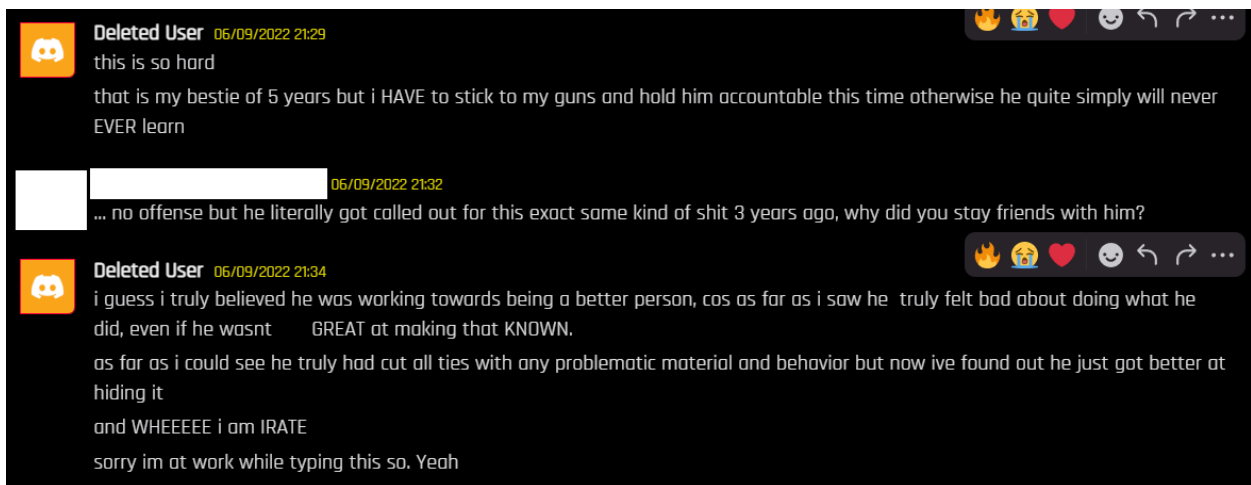 Deleted User 06/09/2022 21:29
this is so hard
that is my bestie of 5 years but i HAVE to stick to my guns and hold him accountable this time otherwise he quite simply will never
EVER learn
06/09/2022 21:32
... no offense but he literally got called out for this exact same kind of shit 3 years ago, why did you stay friends with him?
Deleted User 06/09/2022 21:34
i guess i truly believed he was working towards being a better person, cos as far as i saw he truly felt bad about doing what he
did, even if he wasnt GREAT at making that KNOWN.
as far as i could see he truly had cut all ties with any problematic material and behavior but now ive found out he just got better at
hiding it
and WHEEEEE i am IRATE
sorry im at work while typing this so. Yeah